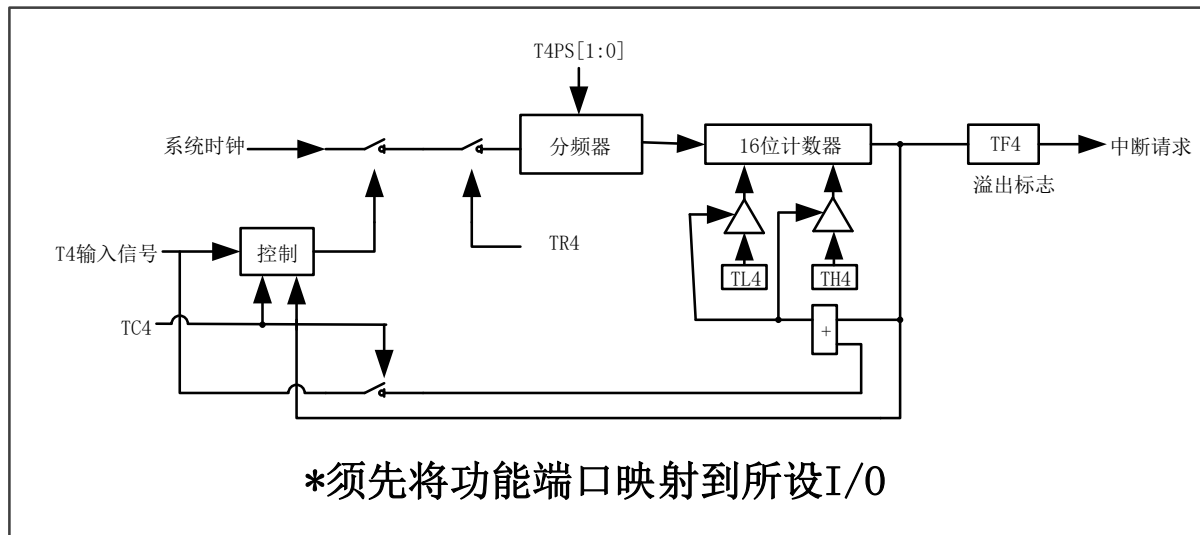 T4PS[1:0]
系统时钟
分频器
16位计数器
TF4
中断请求
溢出标志
T4输入信号
控制
TR4
TL4
TH4
TC4
+
*须先将功能端口映射到所设I/O